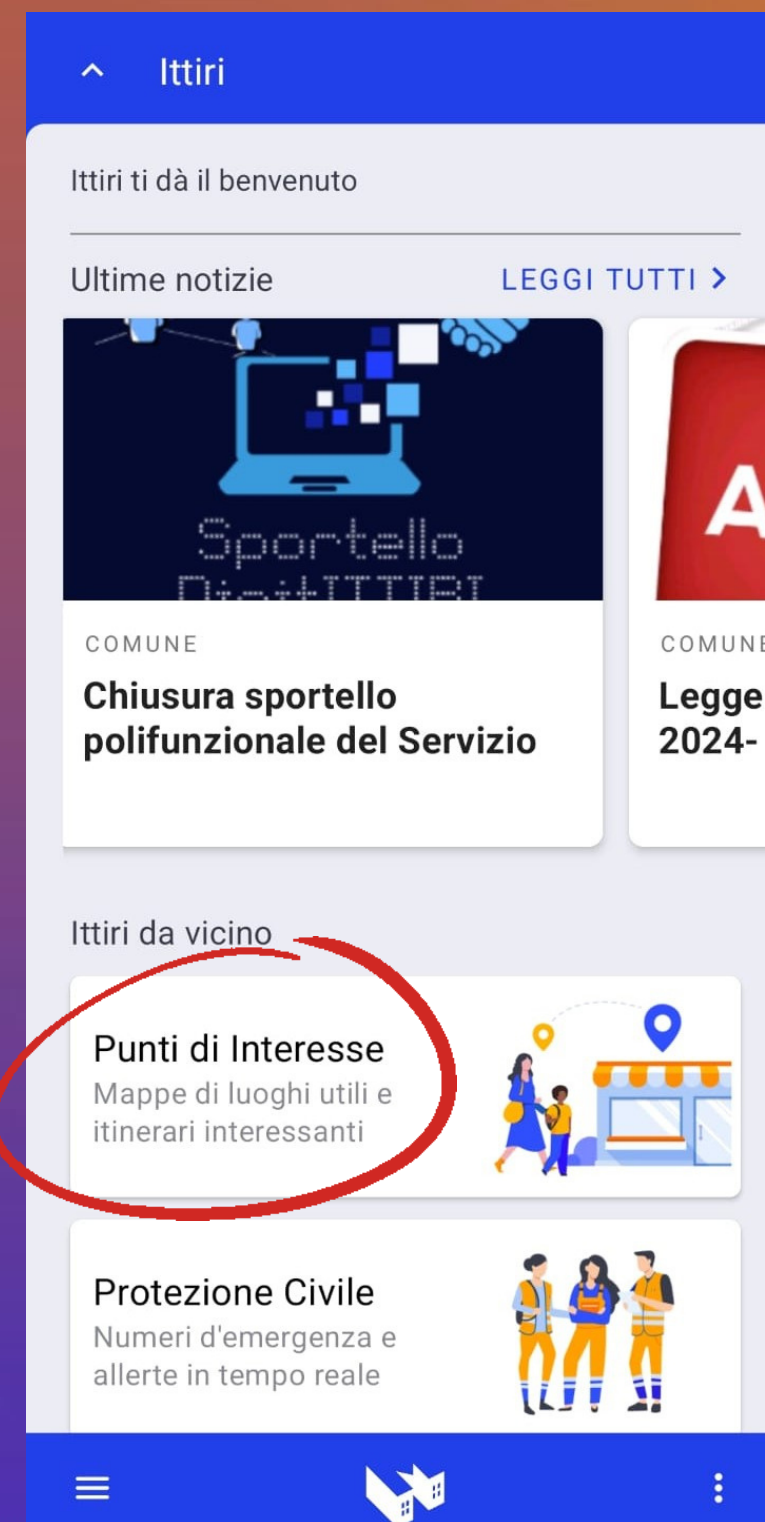 Ittiri
Ittiri ti dà il benvenuto
Ultime notizie
LEGGI TUTTI
Sportello
DigitITTIRI
COMUNE
Chiusura sportello
polifunzionale del Servizio
A
COMUNE
Legge
2024-
Ittiri da vicino
Punti di Interesse
Mappe di luoghi utili e
itinerari interessanti
Protezione Civile
Numeri d'emergenza e
allerte in tempo reale